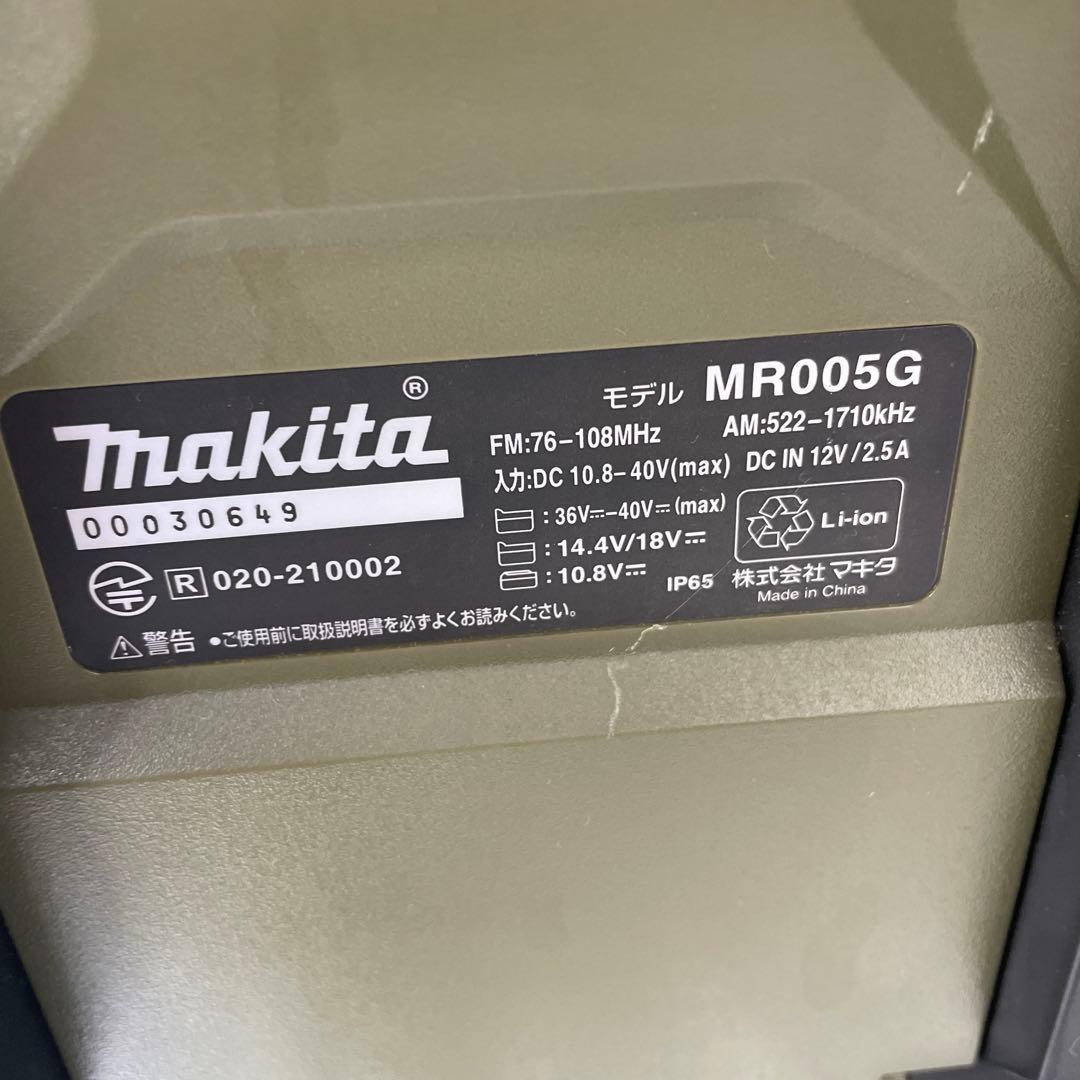 makita®
00030649
R 020-210002
⚠警告 ●ご使用前に取扱説明書を必ずよくお読みください。
モデル MR005G
FM:76-108MHz AM:522-1710kHz
入力:DC 10.8-40V(max) DC IN 12V/2.5A
:36V⎓-40V⎓(max)
:14.4V/18V⎓
:10.8V⎓
Li-ion
IP65 株式会社マキタ
Made in China